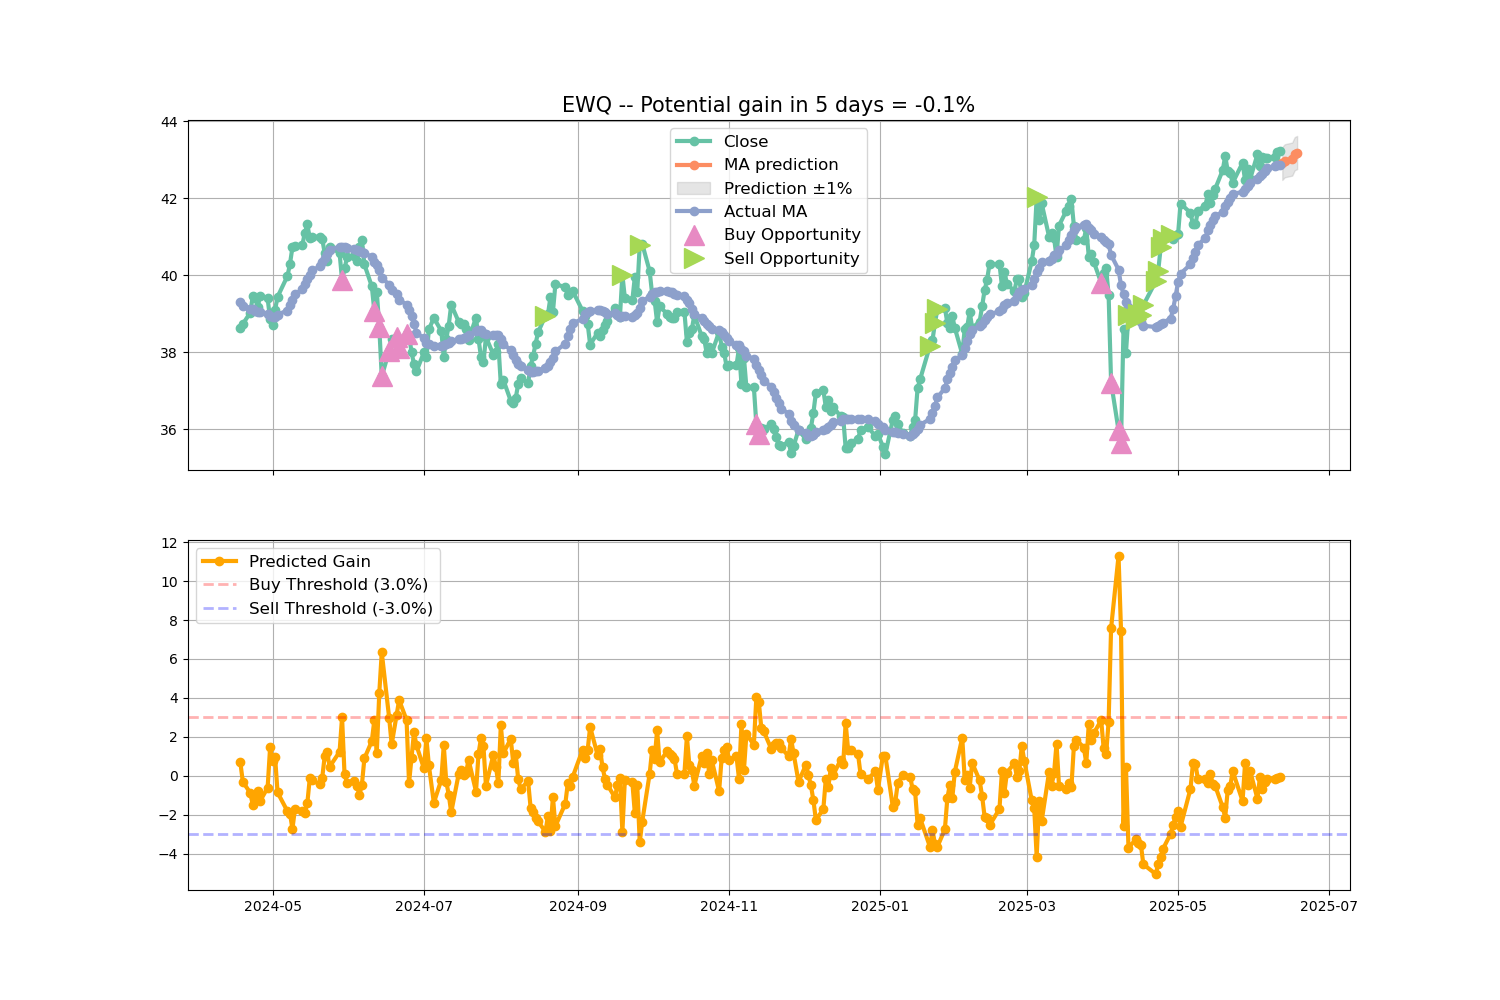 EWQ -- Potential gain in 5 days = -0.1%
44
42
40
38
36
Close
MA prediction
Prediction ±1%
Actual MA
Buy Opportunity
Sell Opportunity
12
10
8
6
4
2
0
−2
−4
Predicted Gain
Buy Threshold (3.0%)
Sell Threshold (-3.0%)
2024-05 2024-07 2024-09 2024-11 2025-01 2025-03 2025-05 2025-07